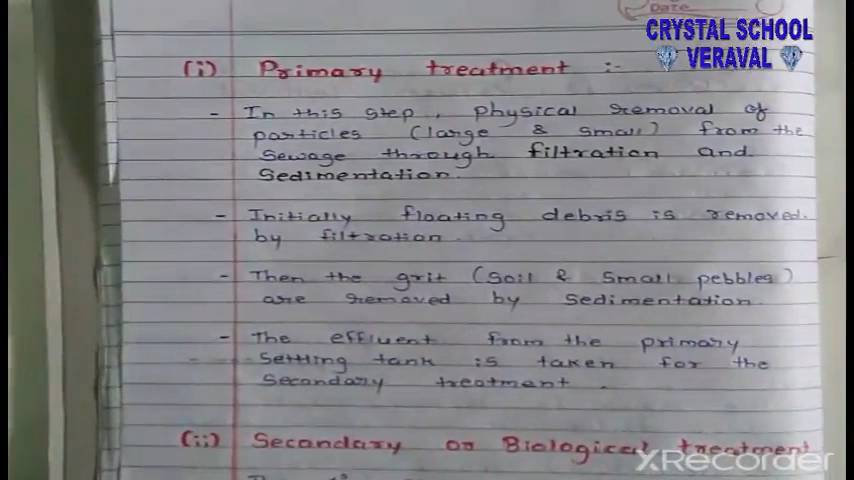 Date
CRYSTAL SCHOOL
VERAVAL
(i) Primary treatment :-
- In this step, physical removal of
particles (large & small) from the
sewage through filtration and
Sedimentation.
- Initially floating debris is removed.
by filtration.
- Then the grit (soil & small pebbles)
are removed by sedimentation.
- The effluent from the primary
settling tank is taken for the
Secondary treatment.
(ii) Secondary or Biological treatment
XRecorder